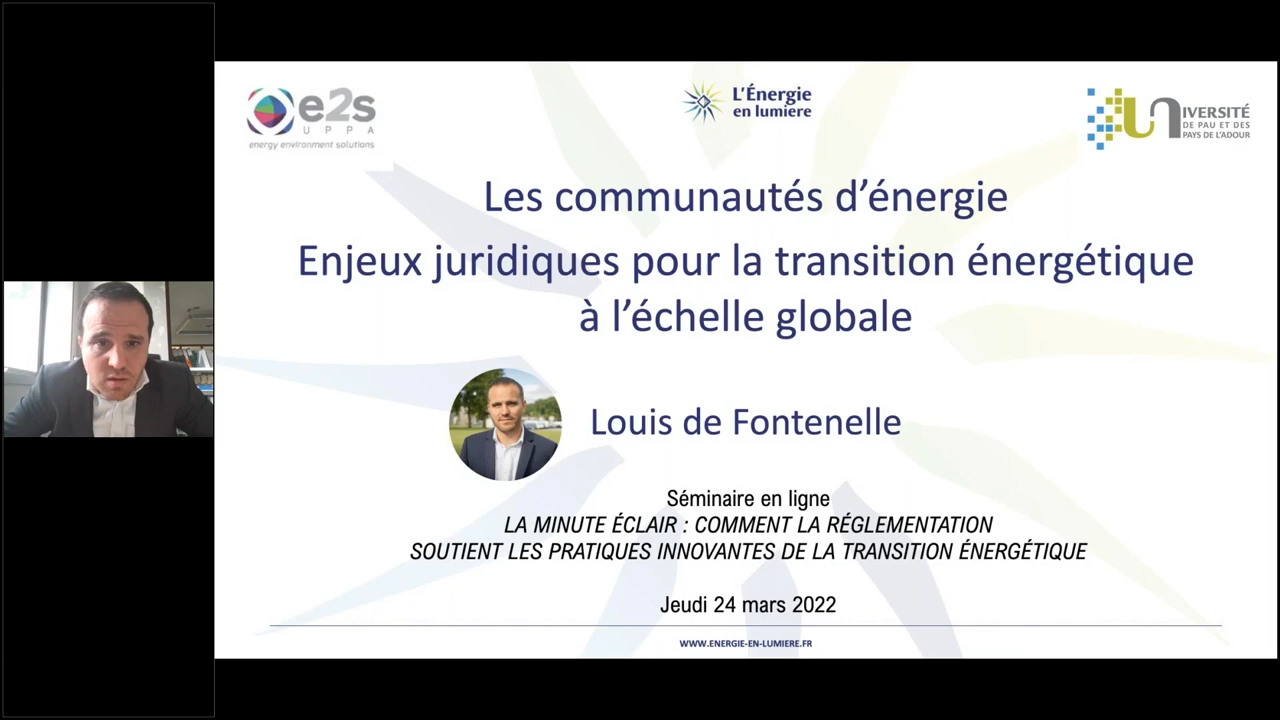 e2s
UPPA
energy environment solutions
L'Énergie
en lumière
UNIVERSITÉ
DE PAU ET DES
PAYS DE L'ADOUR
Les communautés d'énergie
Enjeux juridiques pour la transition énergétique
à l'échelle globale
Louis de Fontenelle
Séminaire en ligne
LA MINUTE ÉCLAIR : COMMENT LA RÉGLEMENTATION
SOUTIENT LES PRATIQUES INNOVANTES DE LA TRANSITION ÉNERGÉTIQUE
Jeudi 24 mars 2022
WWW.ENERGIE-EN-LUMIERE.FR